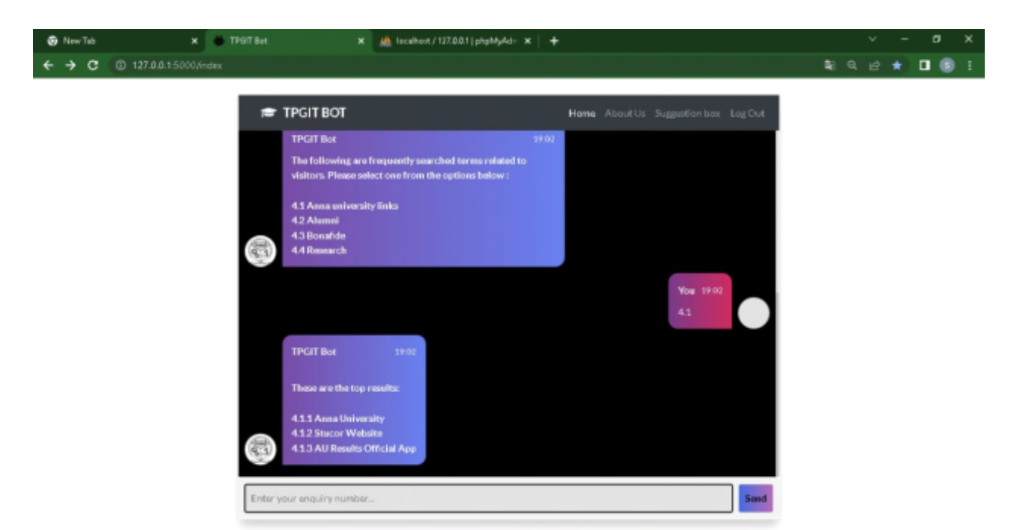 New Tab
TPGIT Bot
localhost / 127.0.0.1 | phpMyAdm
127.0.0.1:5000/index
TPGIT BOT
Home About Us Suggestion box Log Out
TPGIT Bot 19:02
The following are frequently searched terms related to
visitors. Please select one from the options below :
4.1 Anna university links
4.2 Alumni
4.3 Bonafide
4.4 Research
You 19:02
4.1
TPGIT Bot 19:02
These are the top results:
4.1.1 Anna University
4.1.2 Stucor Website
4.1.3 AU Results Official App
Enter your enquiry number...
Send